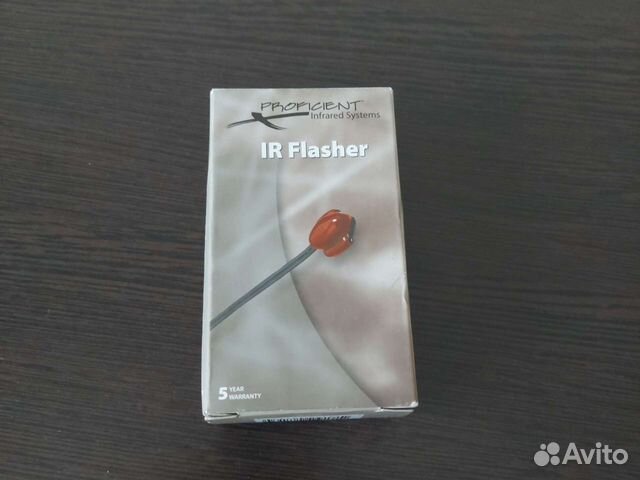 PROFICIENT
Infrared Systems
IR Flasher
5 YEAR
WARRANTY
Avito